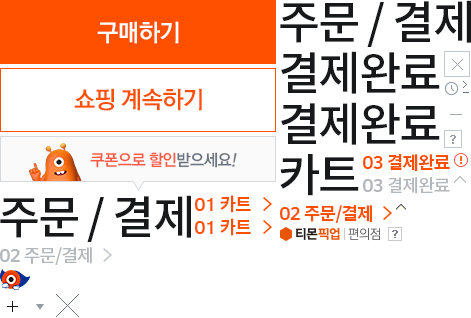 구매하기
쇼핑 계속하기
쿠폰으로 할인받으세요!
주문 / 결제
01 카트
01 카트
02 주문/결제
주문 / 결제
결제완료
결제완료
?
카트
03 결제완료
03 결제완료
02 주문/결제
티몬픽업 | 편의점 ?